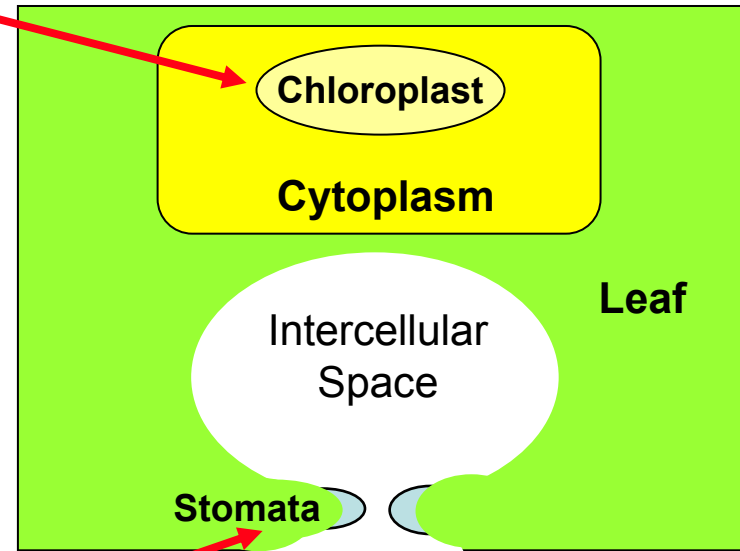 Chloroplast
Cytoplasm
Leaf
Intercellular
Space
Stomata